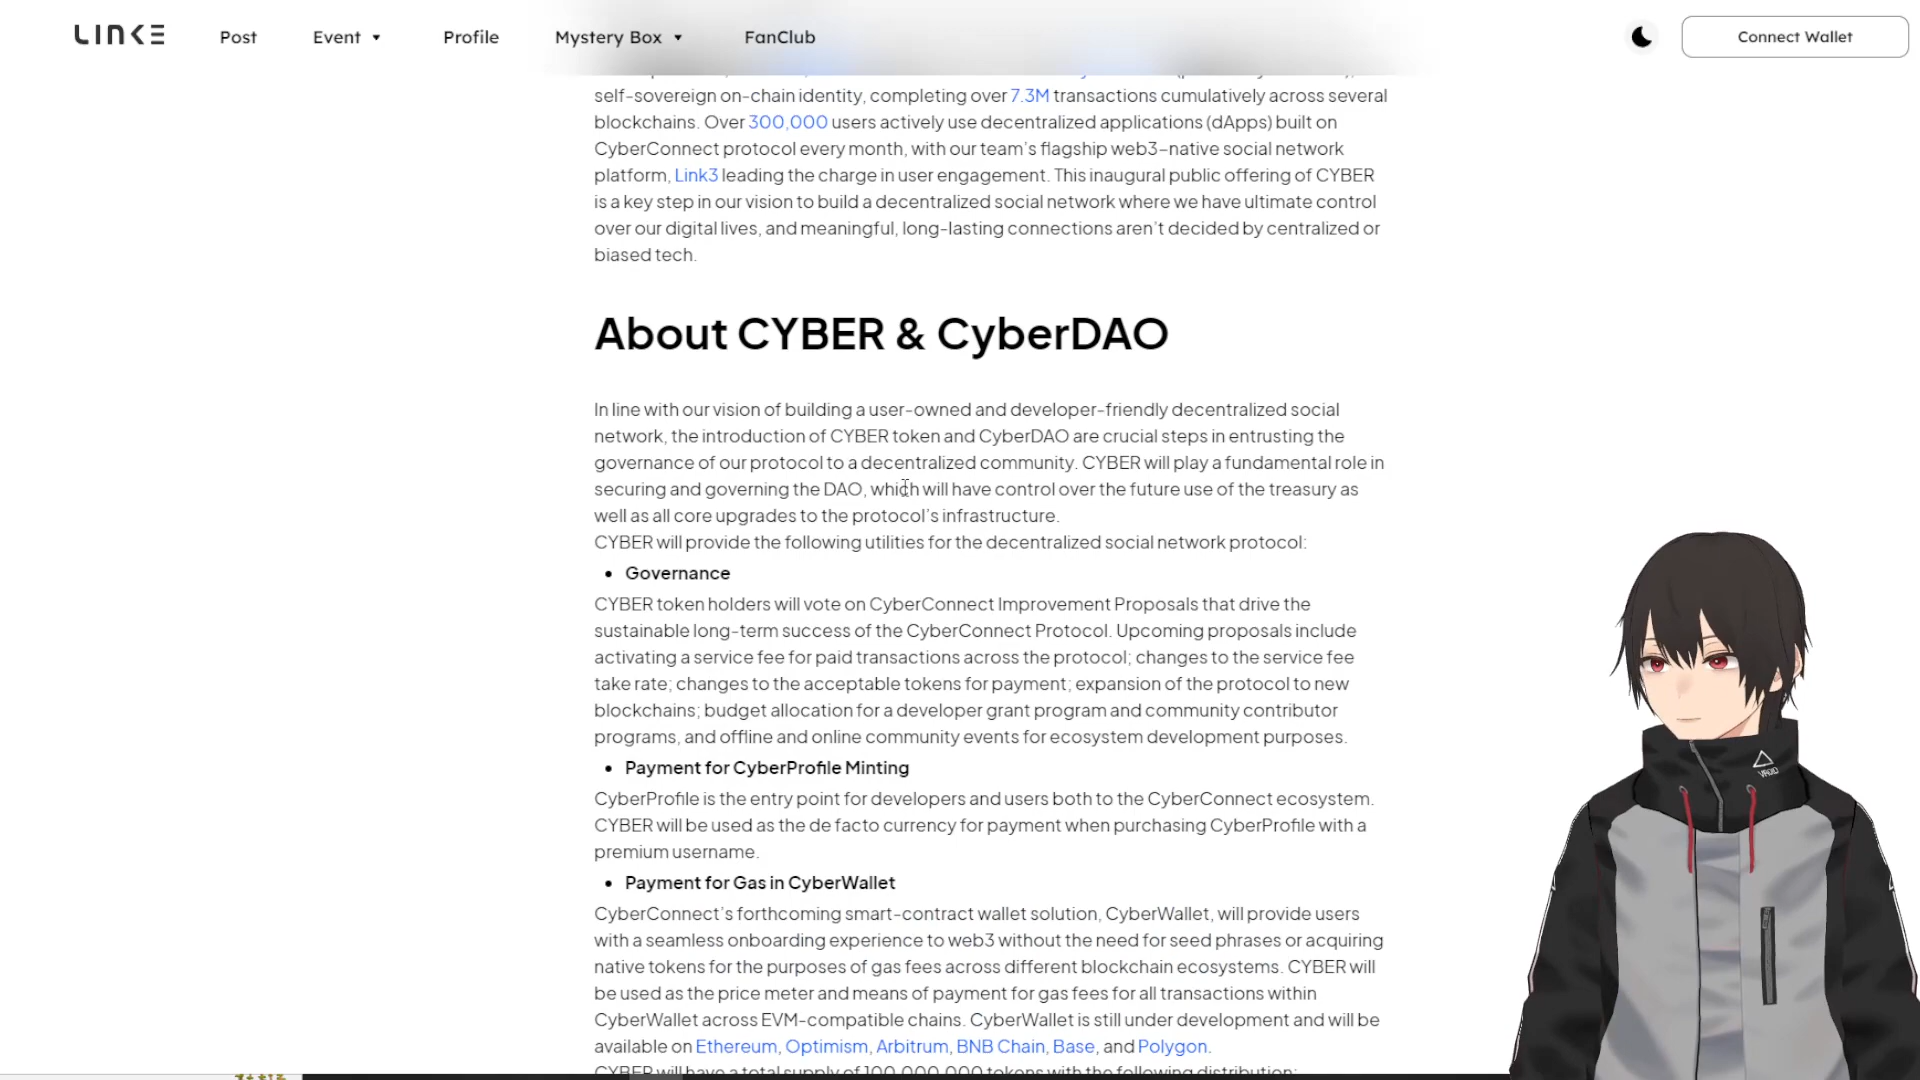 LINK3
Post
Event
Profile
Mystery Box
FanClub
Connect Wallet
self-sovereign on-chain identity, completing over 7.3M transactions cumulatively across several
blockchains. Over 300,000 users actively use decentralized applications (dApps) built on
CyberConnect protocol every month, with our team's flagship web3-native social network
platform, Link3 leading the charge in user engagement. This inaugural public offering of CYBER
is a key step in our vision to build a decentralized social network where we have ultimate control
over our digital lives, and meaningful, long-lasting connections aren't decided by centralized or
biased tech.
About CYBER & CyberDAO
In line with our vision of building a user-owned and developer-friendly decentralized social
network, the introduction of CYBER token and CyberDAO are crucial steps in entrusting the
governance of our protocol to a decentralized community. CYBER will play a fundamental role in
securing and governing the DAO, which will have control over the future use of the treasury as
well as all core upgrades to the protocol's infrastructure.
CYBER will provide the following utilities for the decentralized social network protocol:
• Governance
CYBER token holders will vote on CyberConnect Improvement Proposals that drive the
sustainable long-term success of the CyberConnect Protocol. Upcoming proposals include
activating a service fee for paid transactions across the protocol; changes to the service fee
take rate; changes to the acceptable tokens for payment; expansion of the protocol to new
blockchains; budget allocation for a developer grant program and community contributor
programs, and offline and online community events for ecosystem development purposes.
• Payment for CyberProfile Minting
CyberProfile is the entry point for developers and users both to the CyberConnect ecosystem.
CYBER will be used as the de facto currency for payment when purchasing CyberProfile with a
premium username.
• Payment for Gas in CyberWallet
CyberConnect's forthcoming smart-contract wallet solution, CyberWallet, will provide users
with a seamless onboarding experience to web3 without the need for seed phrases or acquiring
native tokens for the purposes of gas fees across different blockchain ecosystems. CYBER will
be used as the price meter and means of payment for gas fees for all transactions within
CyberWallet across EVM-compatible chains. CyberWallet is still under development and will be
available on Ethereum, Optimism, Arbitrum, BNB Chain, Base, and Polygon.
CYBER will have a total supply of 100,000,000 tokens with the following distribution:
VROID